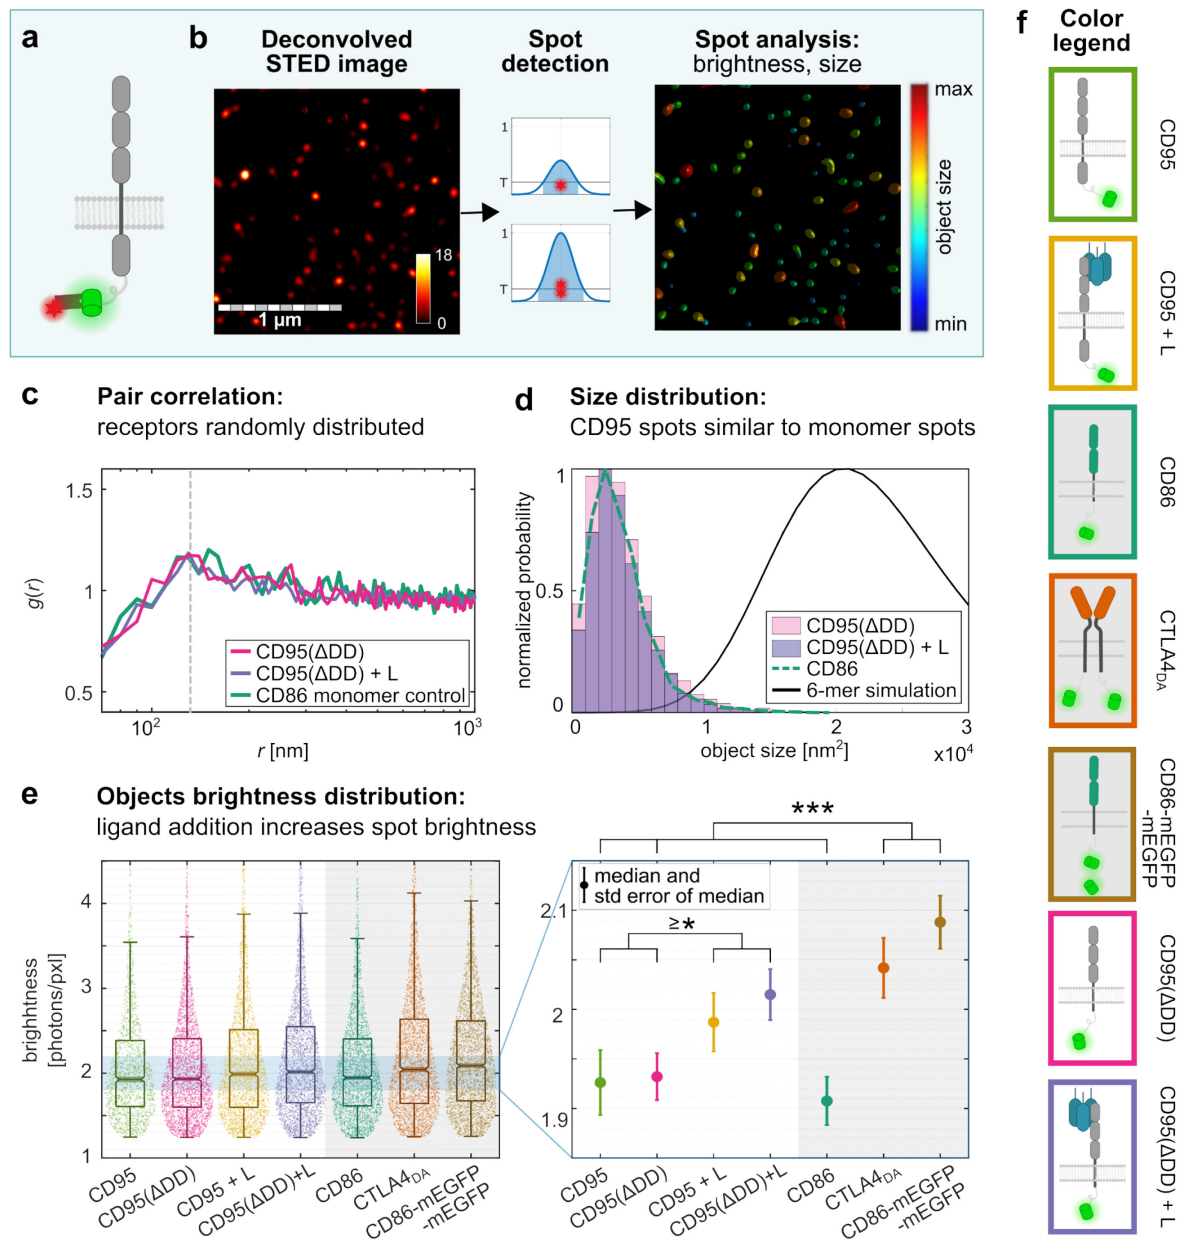 a
b
Deconvolved
STED image
18
0
1 µm
Spot
detection
1
T
1
T
Spot analysis:
brightness, size
max
object size
min
c
Pair correlation:
receptors randomly distributed
1.5
1
0.5
g(r)
10²
10³
r [nm]
CD95(ΔDD)
CD95(ΔDD) + L
CD86 monomer control
d
Size distribution:
CD95 spots similar to monomer spots
normalized probability
1
0.5
0
0
1
2
3
object size [nm²]
x10⁴
CD95(ΔDD)
CD95(ΔDD) + L
CD86
6-mer simulation
e
Objects brightness distribution:
ligand addition increases spot brightness
brighhtness
[photons/pxl]
4
3
2
1
CD95
CD95(ΔDD)
CD95 + L
CD95(ΔDD)+L
CD86
CTLA4DA
CD86-mEGFP
-mEGFP
***
median and
std error of median
≥*
2.1
2
1.9
CD95
CD95(ΔDD)
CD95 + L
CD95(ΔDD)+L
CD86
CTLA4DA
CD86-mEGFP
-mEGFP
f
Color
legend
CD95
CD95 + L
CD86
CTLA4DA
CD86-mEGFP
-mEGFP
CD95(ΔDD)
CD95(ΔDD) + L